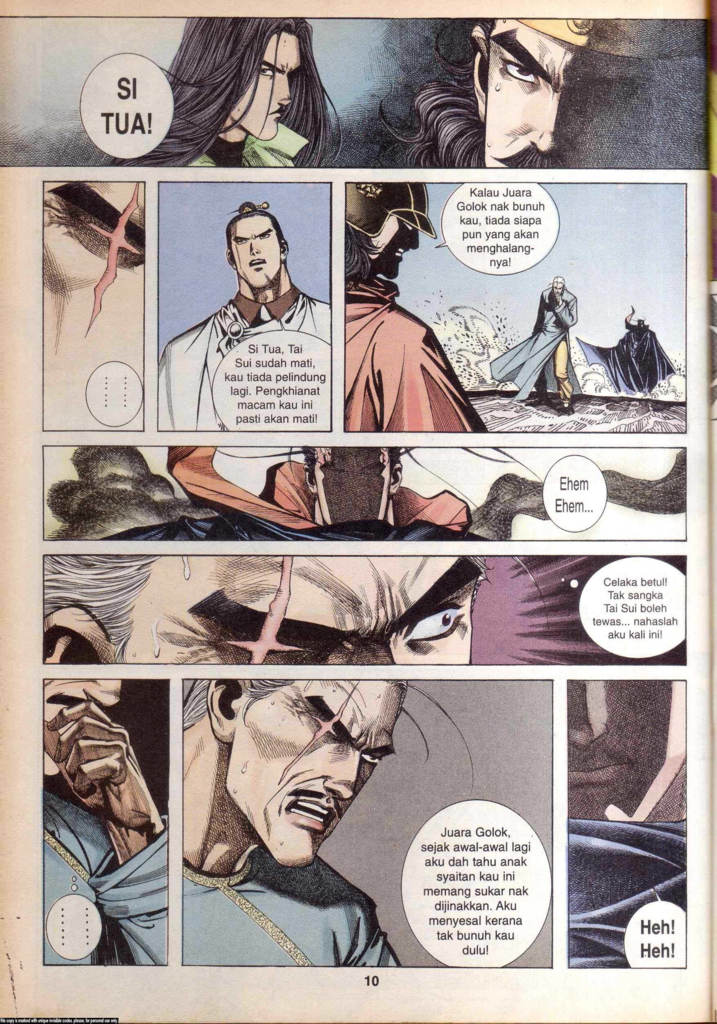 SI
TUA!
Kalau Juara
Golok nak bunuh
kau, tiada siapa
pun yang akan
menghalang-
nya!
Si Tua, Tai
Sui sudah mati,
kau tiada pelindung
lagi. Pengkhianat
macam kau ini
pasti akan mati!
Ehem
Ehem...
Celaka betul!
Tak sangka
Tai Sui boleh
tewas... nahaslah
aku kali ini!
Juara Golok,
sejak awal-awal lagi
aku dah tahu anak
syaitan kau ini
memang sukar nak
dijinakkan. Aku
menyesal kerana
tak bunuh kau
dulu!
Heh!
Heh!
10